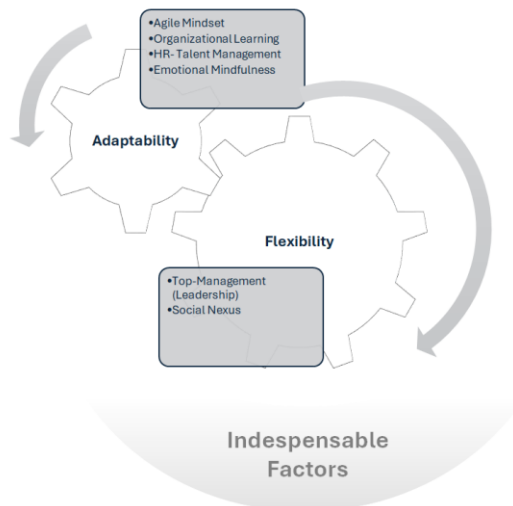 •Agile Mindset
•Organizational Learning
•HR- Talent Management
•Emotional Mindfulness
Adaptability
Flexibility
•Top-Management
(Leadership)
•Social Nexus
Indespensable
Factors